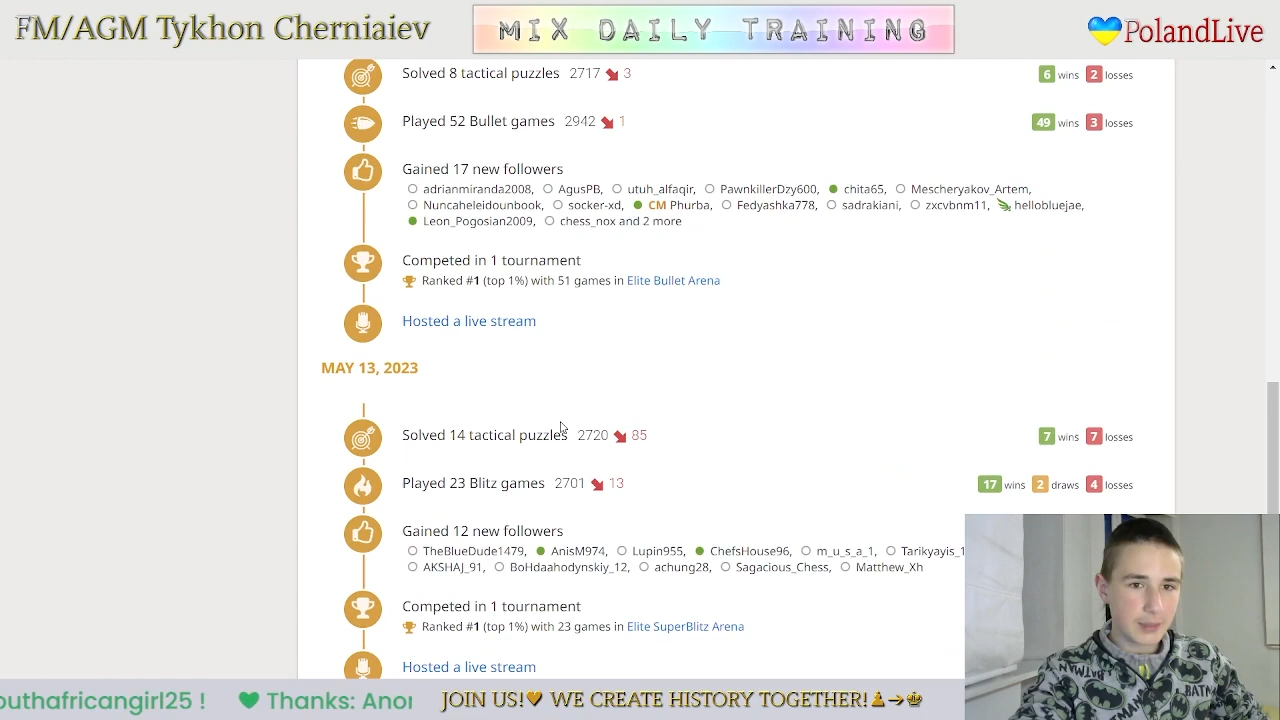 FM/AGM Tykhon Cherniaiev
MIX DAILY TRAINING
PolandLive
Solved 8 tactical puzzles 2717 3
6 wins 2 losses
Played 52 Bullet games 2942 1
49 wins 3 losses
Gained 17 new followers
adrianmiranda2008, AgusPB, utuh_alfaqir, PawnkillerDzy600, chita65, Mescheryakov_Artem,
Nuncaheleidounbook, socker-xd, CM Phurba, Fedyashka778, sadrakiani, zxcvbnm11, hellobluejae,
Leon_Pogosian2009, chess_nox and 2 more
Competed in 1 tournament
Ranked #1 (top 1%) with 51 games in Elite Bullet Arena
Hosted a live stream
MAY 13, 2023
Solved 14 tactical puzzles 2720 85
7 wins 7 losses
Played 23 Blitz games 2701 13
17 wins 2 draws 4 losses
Gained 12 new followers
TheBlueDude1479, AnisM974, Lupin955, ChefsHouse96, m_u_s_a_1, Tarikyayis_1
AKSHAJ_91, BoHdaahodynskiy_12, achung28, Sagacious_Chess, Matthew_Xh
Competed in 1 tournament
Ranked #1 (top 1%) with 23 games in Elite SuperBlitz Arena
Hosted a live stream
outhafricangirl25 ! Thanks: Anor
JOIN US! WE CREATE HISTORY TOGETHER!